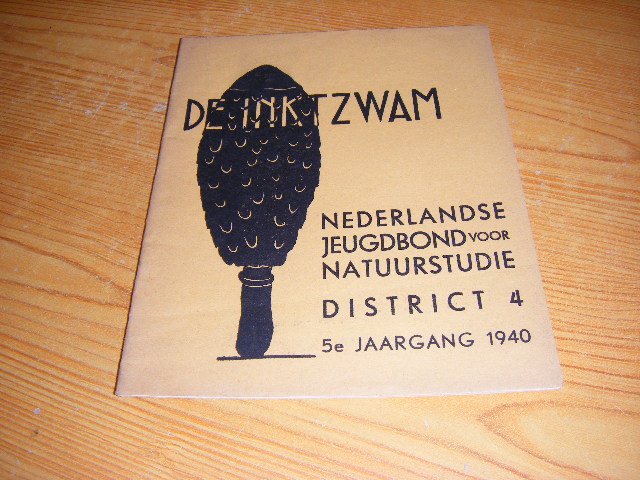 DE INKTZWAM
NEDERLANDSE
JEUGDBOND VOOR
NATUURSTUDIE
DISTRICT 4
5e JAARGANG 1940